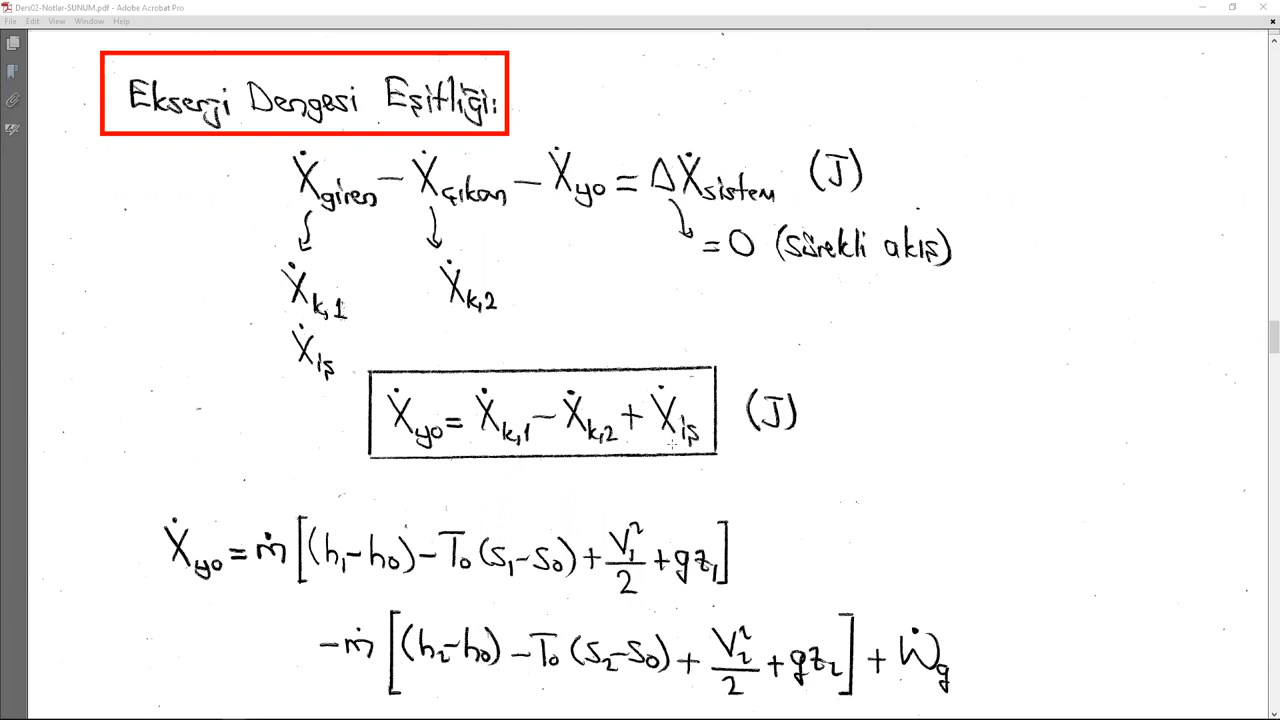 Ders02-Notlar-SUNUM.pdf - Adobe Acrobat Pro
File Edit View Window Help
Ekserji Dengesi Eşitliği:
Ẋgiren - Ẋçıkan - Ẋyo = ΔẊsistem (J)
= 0 (sürekli akış)
Ẋk,1 Ẋk,2
Ẋiş
Ẋyo = Ẋk,1 - Ẋk,2 + Ẋiş (J)
Ẋyo = ṁ [(h₁-h₀) - T₀ (s₁-s₀) + V₁²/2 + gz₁]
- ṁ [(h₂-h₀) - T₀ (s₂-s₀) + V₂²/2 + gz₂] + Ẇg